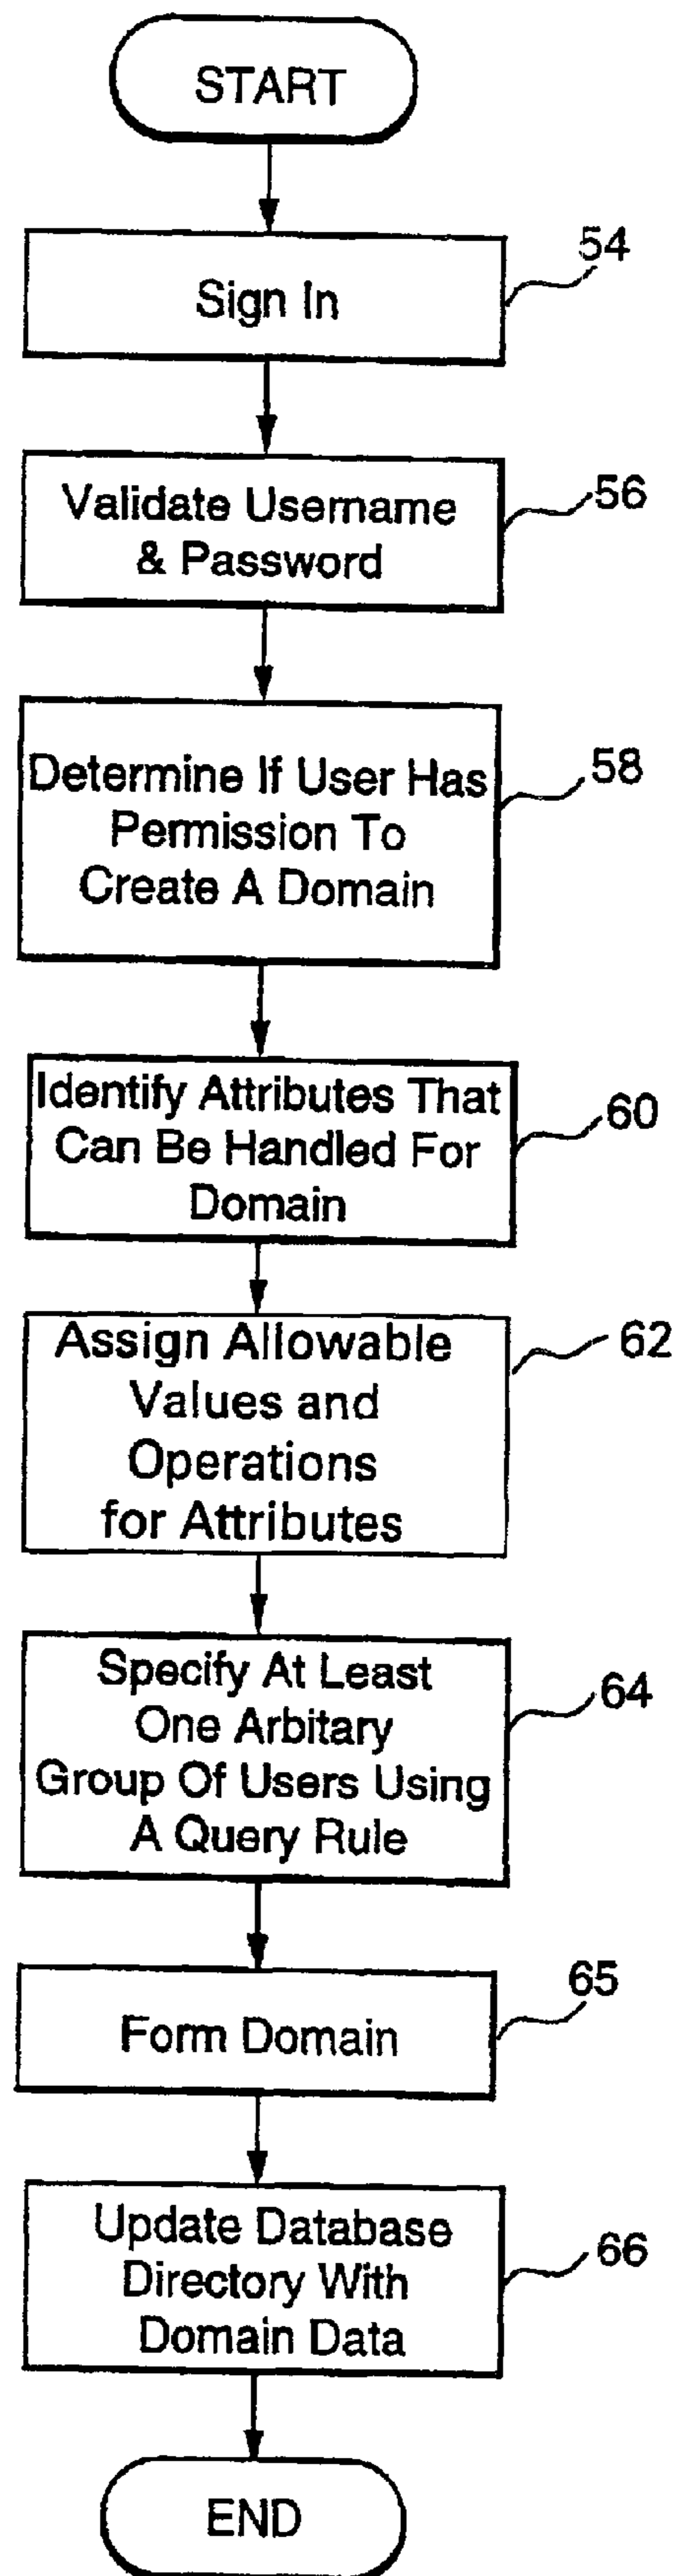 START
Sign In
54
Validate Username
& Password
56
Determine If User Has
Permission To
Create A Domain
58
Identify Attributes That
Can Be Handled For
Domain
60
Assign Allowable
Values and
Operations
for Attributes
62
Specify At Least
One Arbitary
Group Of Users Using
A Query Rule
64
Form Domain
65
Update Database
Directory With
Domain Data
66
END